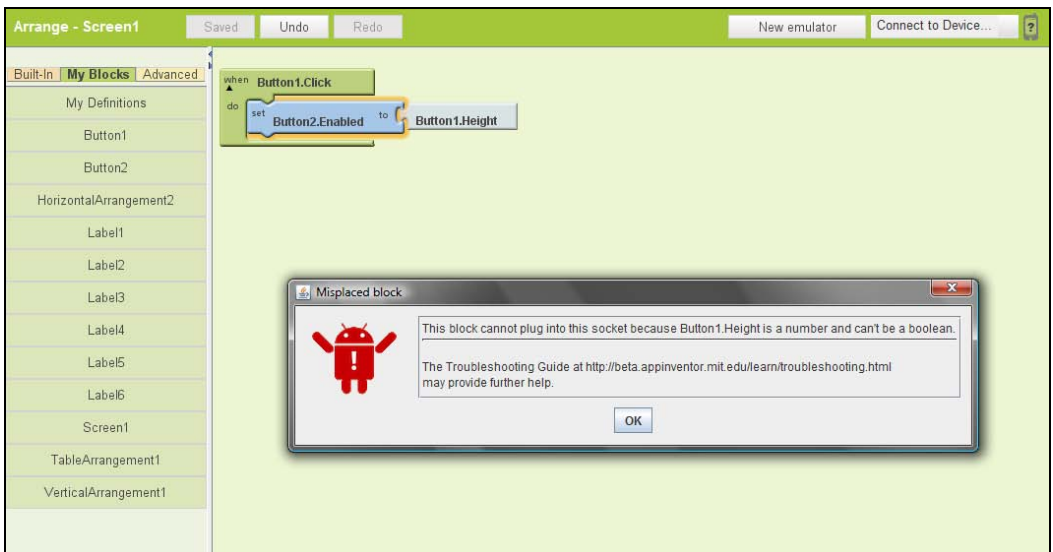 Arrange - Screen1 Saved Undo Redo New emulator Connect to Device... ?
Built-In My Blocks Advanced
My Definitions
Button1
Button2
HorizontalArrangement2
Label1
Label2
Label3
Label4
Label5
Label6
Screen1
TableArrangement1
VerticalArrangement1
when Button1.Click
do set Button2.Enabled to Button1.Height
Misplaced block
This block cannot plug into this socket because Button1.Height is a number and can't be a boolean.
The Troubleshooting Guide at http://beta.appinventor.mit.edu/learn/troubleshooting.html
may provide further help.
OK